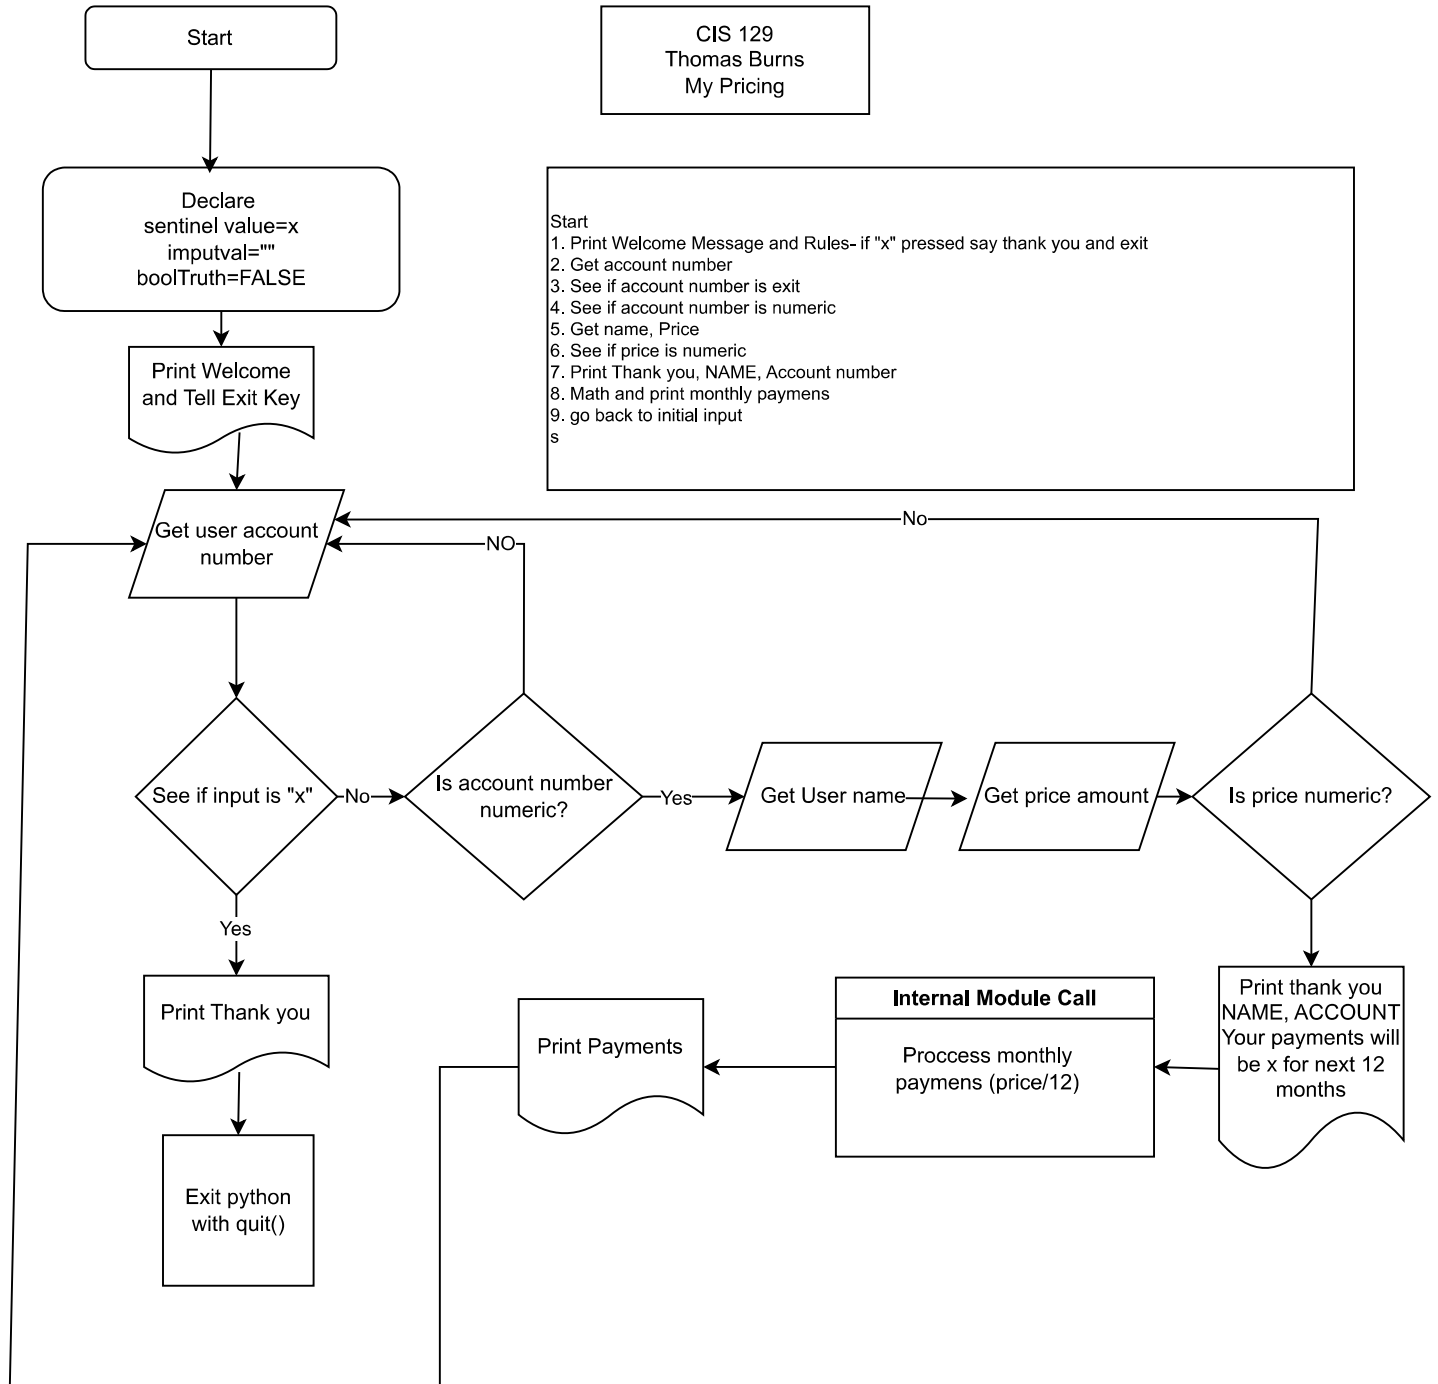 Start
CIS 129
Thomas Burns
My Pricing
Declare
sentinel value=x
imputval=""
boolTruth=FALSE
Start
1. Print Welcome Message and Rules- if "x" pressed say thank you and exit
2. Get account number
3. See if account number is exit
4. See if account number is numeric
5. Get name, Price
6. See if price is numeric
7. Print Thank you, NAME, Account number
8. Math and print monthly paymens
9. go back to initial input
s
Print Welcome
and Tell Exit Key
Get user account
number
NO
No
See if input is "x"
No
Is account number
numeric?
Yes
Get User name
Get price amount
Is price numeric?
Yes
Print Thank you
Exit python
with quit()
Print Payments
Internal Module Call
Proccess monthly
paymens (price/12)
Print thank you
NAME, ACCOUNT
Your payments will
be x for next 12
months